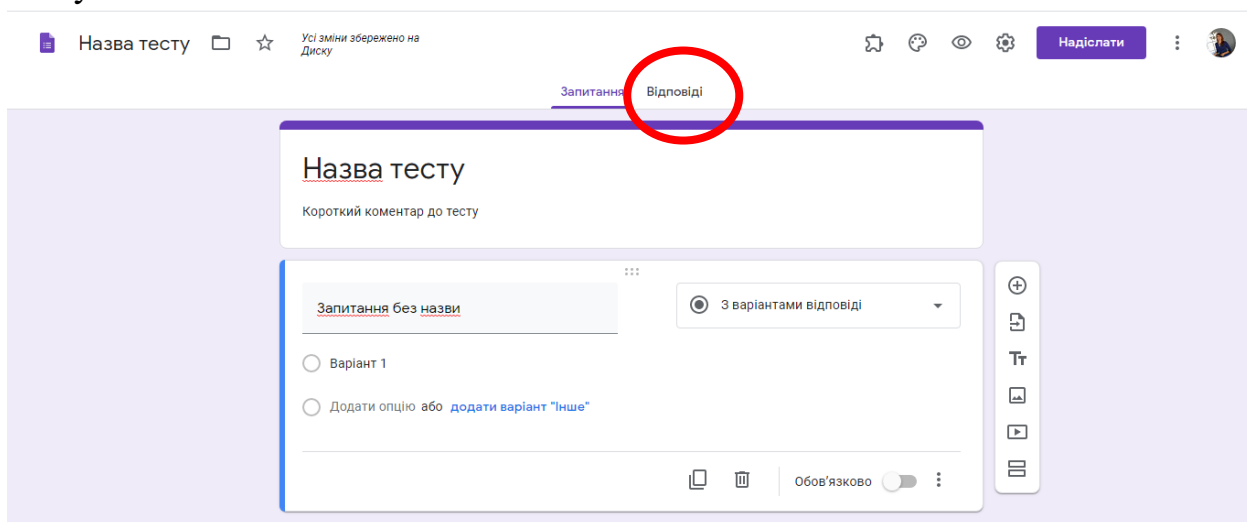 Назва тесту
Усі зміни збережено на
Диску
Надіслати
Запитання Відповіді
Назва тесту
Короткий коментар до тесту
Запитання без назви
З варіантами відповіді
Варіант 1
Додати опцію або додати варіант "Інше"
Tт
Обов'язково